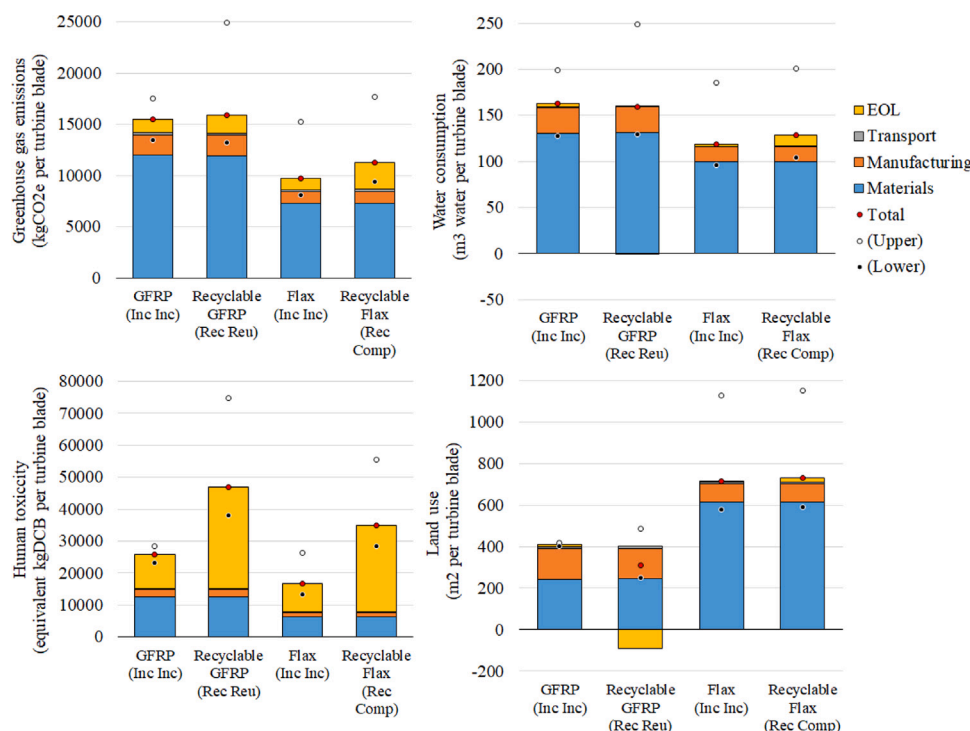 Greenhouse gas emissions
(kgCO2e per turbine blade)
25000
20000
15000
10000
5000
0
GFRP
(Inc Inc)
Recyclable
GFRP
(Rec Reu)
Flax
(Inc Inc)
Recyclable
Flax
(Rec
Comp)
Water consumption
(m3 water per turbine blade)
250
200
150
100
50
0
-50
GFRP
(Inc Inc)
Recyclable
GFRP
(Rec Reu)
Flax
(Inc Inc)
Recyclable
Flax
(Rec Comp)
EOL
Transport
Manufacturing
Materials
Total
(Upper)
(Lower)
Human toxiccity
(equivalent kgDCB per turbine blade)
80000
70000
60000
50000
40000
30000
20000
10000
0
GFRP
(Inc Inc)
Recyclable
GFRP
(Rec Reu)
Flax
(Inc Inc)
Recyclable
Flax
(Rec
Comp)
Land use
(m2 per turbine blade)
1200
1000
800
600
400
200
0
-200
GFRP
(Inc Inc)
Recyclable
GFRP
(Rec Reu)
Flax
(Inc Inc)
Recyclable
Flax
(Rec Comp)